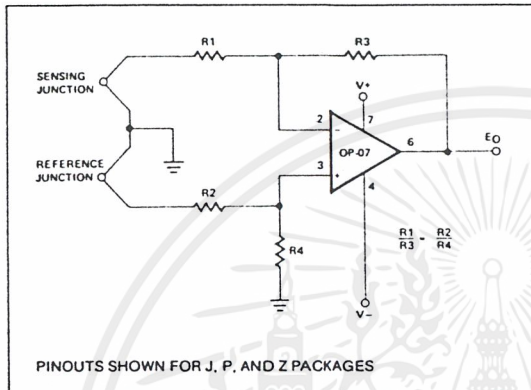 R1
R3
SENSING
JUNCTION
V+
7
2
-
OP-07
6
EO
REFERENCE
JUNCTION
3
+
4
R2
R1/R3 - R2/R4
R4
V-
PINOUTS SHOWN FOR J, P, AND Z PACKAGES